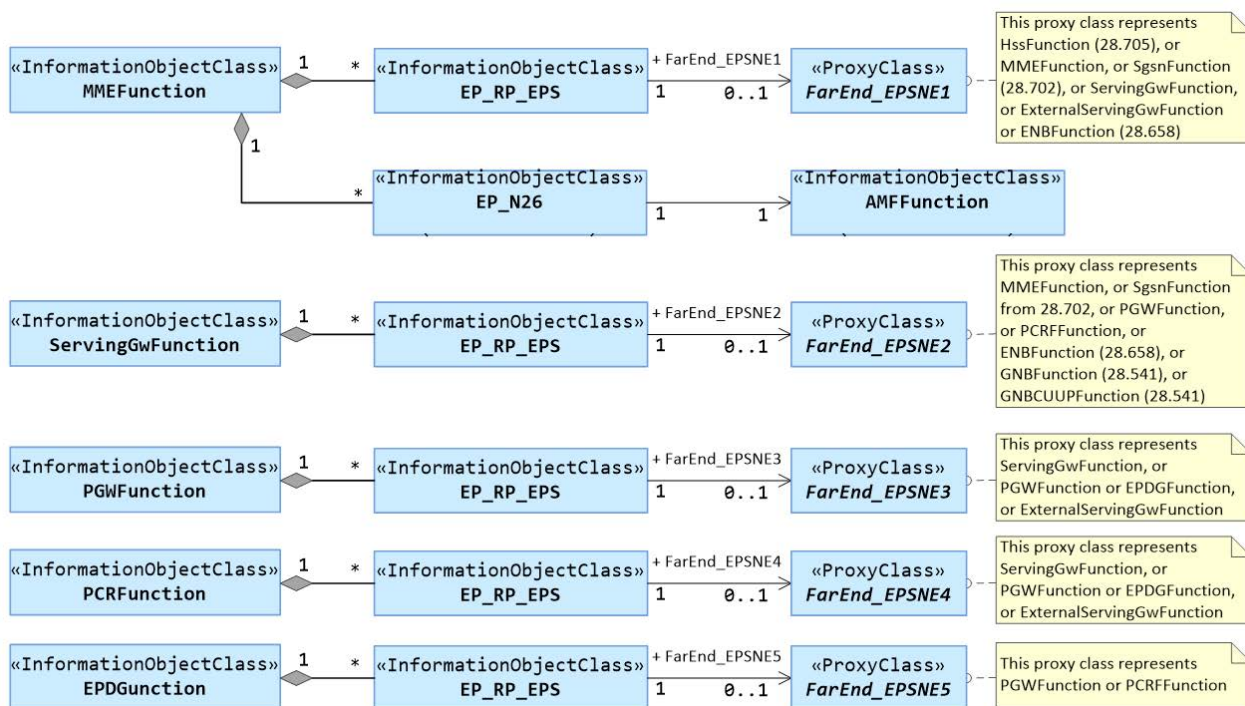 «InformationObjectClass»
MMEFunction
1
*
«InformationObjectClass»
EP_RP_EPS
+ FarEnd_EPSNE1
1
0..1
«ProxyClass»
FarEnd_EPSNE1
This proxy class represents
HssFunction (28.705), or
MMEFunction, or SgsnFunction
(28.702), or ServingGwFunction,
or ExternalServingGwFunction
or ENBFunction (28.658)
1
*
«InformationObjectClass»
EP_N26
1
1
«InformationObjectClass»
AMFFunction
«InformationObjectClass»
ServingGwFunction
1
*
«InformationObjectClass»
EP_RP_EPS
+ FarEnd_EPSNE2
1
0..1
«ProxyClass»
FarEnd_EPSNE2
This proxy class represents
MMEFunction, or SgsnFunction
from 28.702, or PGWFunction,
or PCRFFunction, or
ENBFunction (28.658), or
GNBFunction (28.541), or
GNBCUUPFunction (28.541)
«InformationObjectClass»
PGWFunction
1
*
«InformationObjectClass»
EP_RP_EPS
+ FarEnd_EPSNE3
1
0..1
«ProxyClass»
FarEnd_EPSNE3
This proxy class represents
ServingGwFunction, or
PGWFunction or EPDGFunction,
or ExternalServingGwFunction
«InformationObjectClass»
PCRFunction
1
*
«InformationObjectClass»
EP_RP_EPS
+ FarEnd_EPSNE4
1
0..1
«ProxyClass»
FarEnd_EPSNE4
This proxy class represents
ServingGwFunction, or
PGWFunction or EPDGFunction,
or ExternalServingGwFunction
«InformationObjectClass»
EPDGunction
1
*
«InformationObjectClass»
EP_RP_EPS
+ FarEnd_EPSNE5
1
0..1
«ProxyClass»
FarEnd_EPSNE5
This proxy class represents
PGWFunction or PCRFFunction